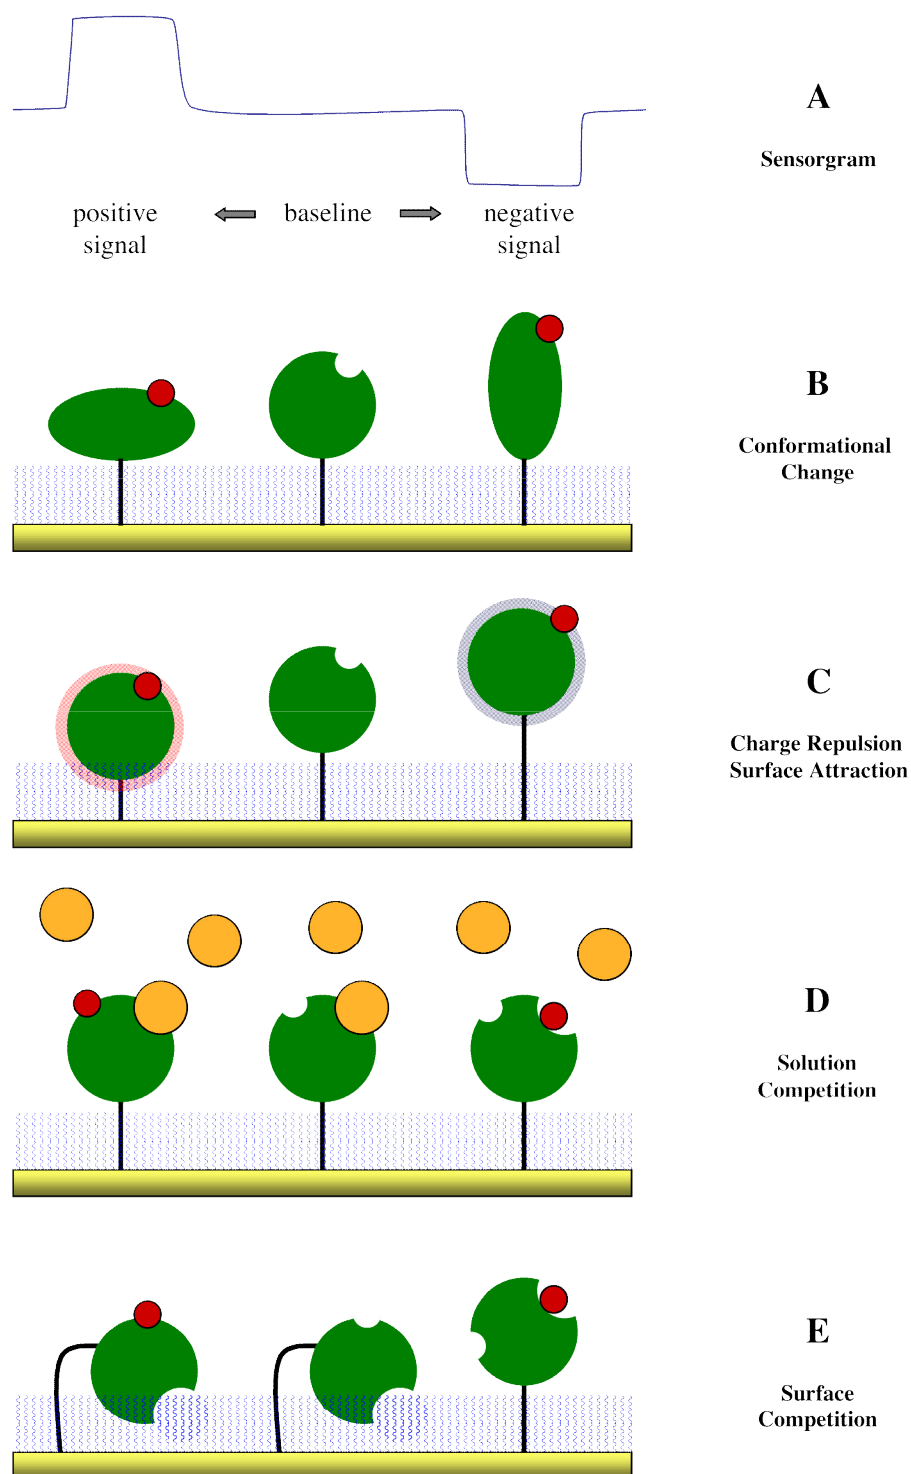 A
Sensorgram
positive
signal
baseline
negative
signal
B
Conformational
Change
C
Charge Repulsion
Surface Attraction
D
Solution
Competition
E
Surface
Competition